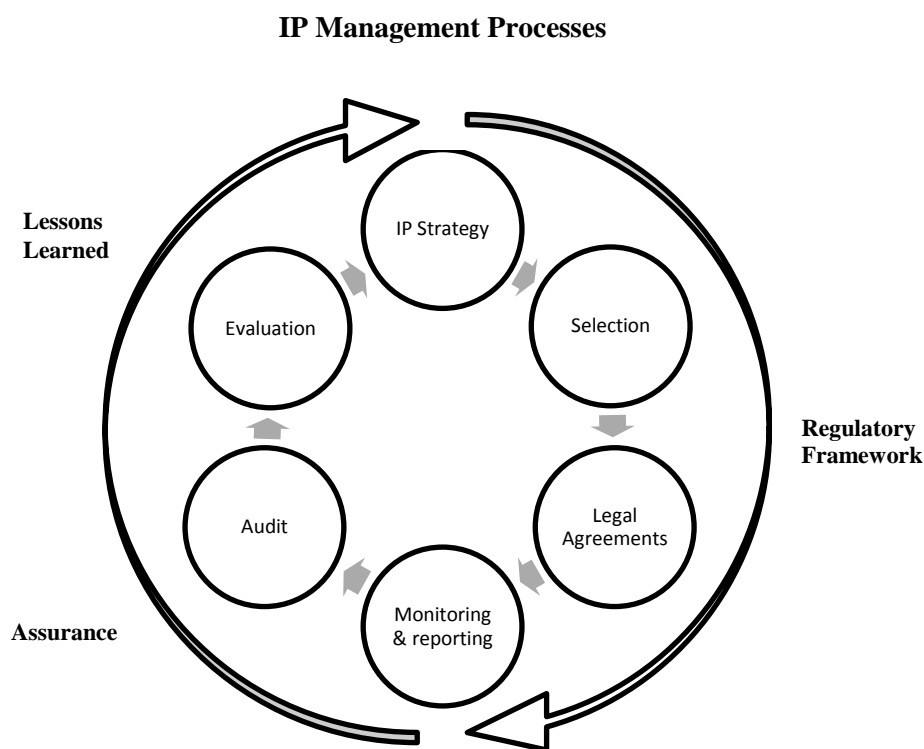 IP Management Processes
IP Strategy
Selection
Legal
Agreements
Monitoring
& reporting
Audit
Evaluation
Lessons
Learned
Regulatory
Framework
Assurance